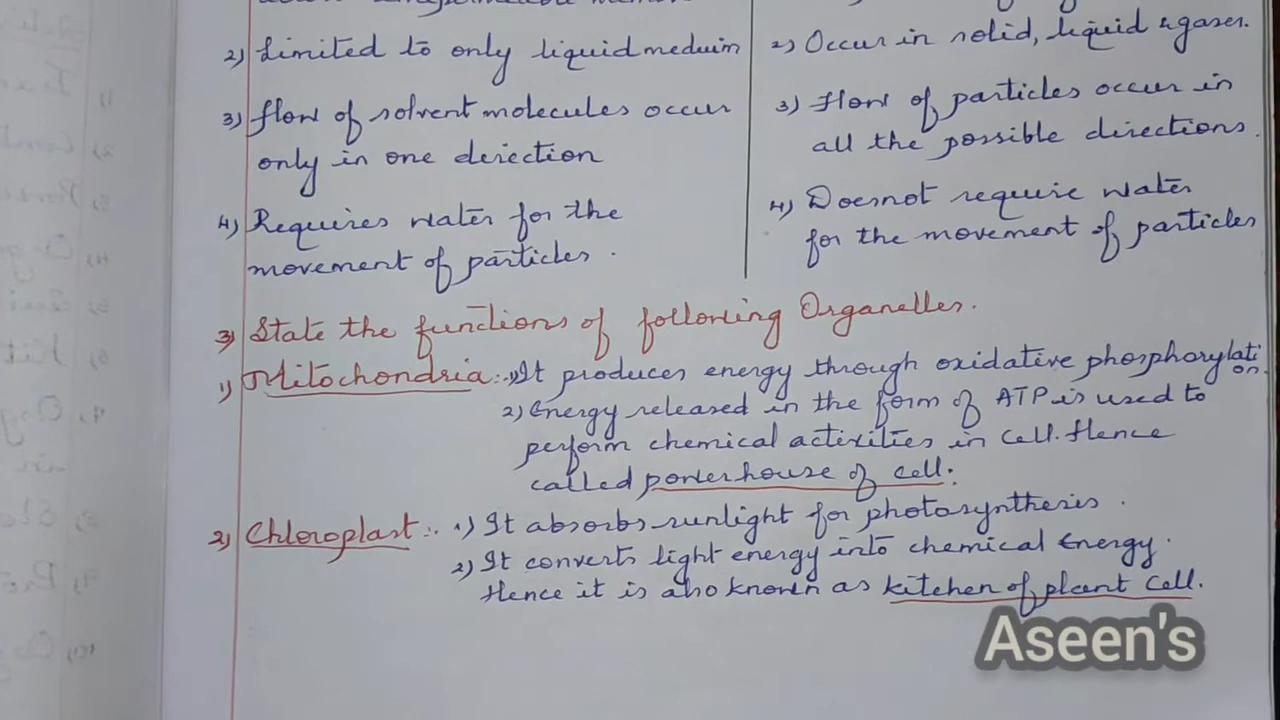 2) Limited to only liquid meduim
3) flow of solvent molecules occur
only in one direction
4) Requires water for the
movement of particles.
2) Occur in solid, liquid & gases.
3) Flow of particles occur in
all the possible directions.
4) Doesnot require water
for the movement of particles
3) State the functions of following Organelles.
1) Mitochondria:- 1) It produces energy through oxidative phosphorylation.
2) Energy released in the form of ATP is used to
perform chemical activities in cell. Hence
called powerhouse of cell.
2) Chloroplast:- 1) It absorbs sunlight for photosynthesis.
2) It converts light energy into chemical Energy.
Hence it is also known as kitchen of plant cell.
Aseen's